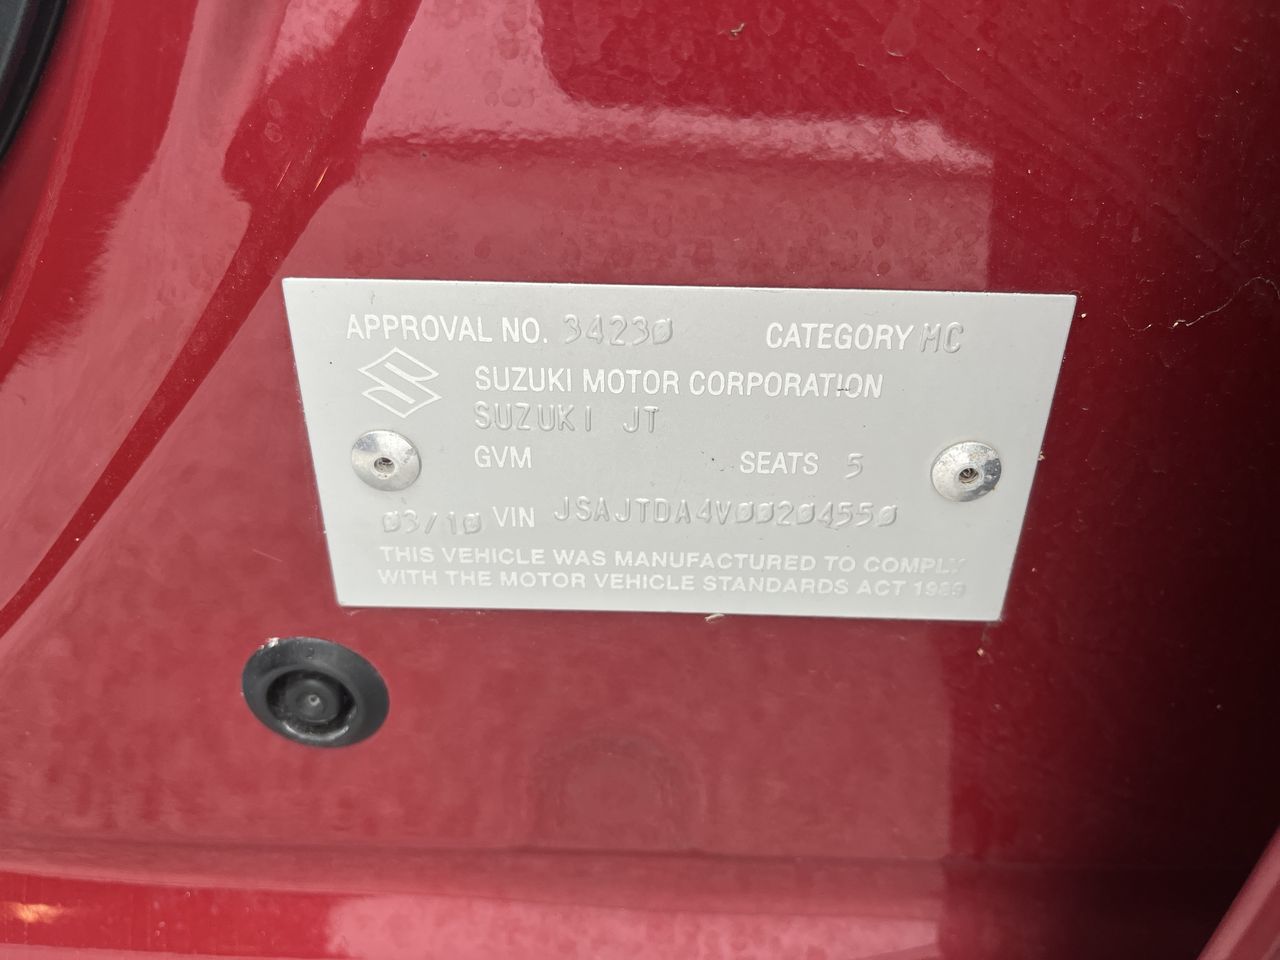 APPROVAL NO. 34230 CATEGORY MC
SUZUKI MOTOR CORPORATION
SUZUKI JT
GVM SEATS 5
03/10 VIN JSAJTDA4V00204550
THIS VEHICLE WAS MANUFACTURED TO COMPLY
WITH THE MOTOR VEHICLE STANDARDS ACT 1989